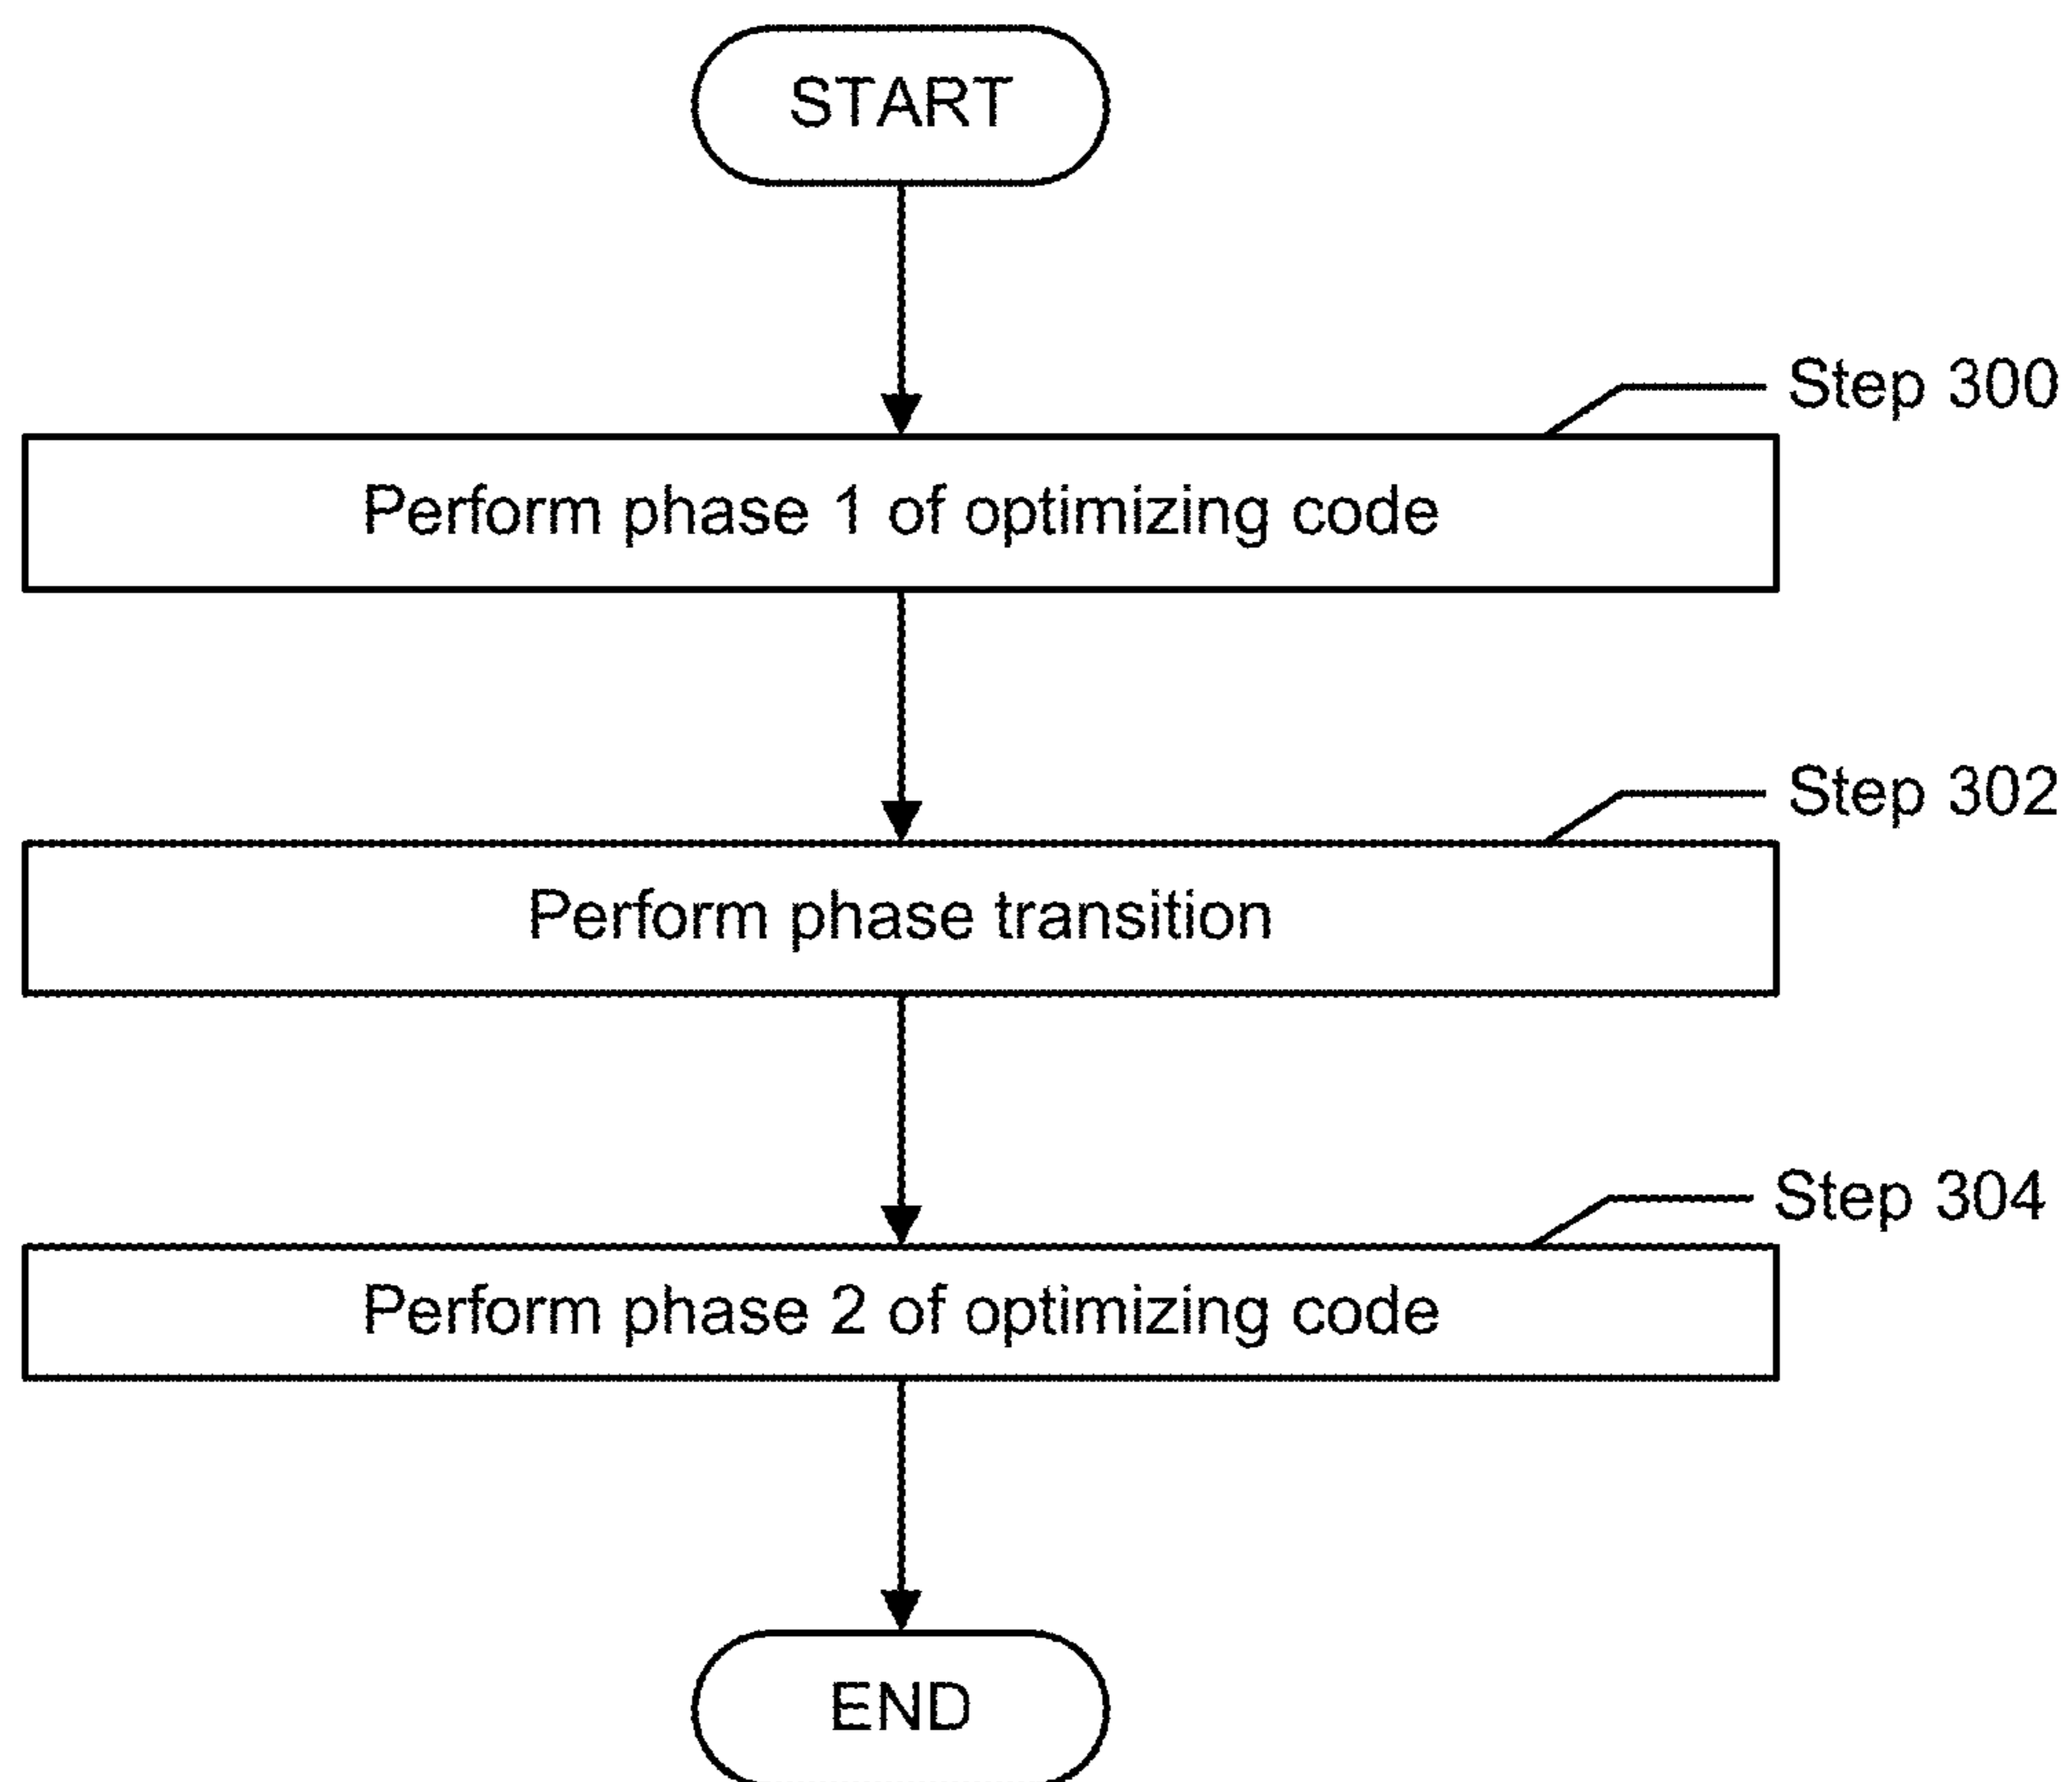 START
Step 300
Perform phase 1 of optimizing code
Step 302
Perform phase transition
Step 304
Perform phase 2 of optimizing code
END